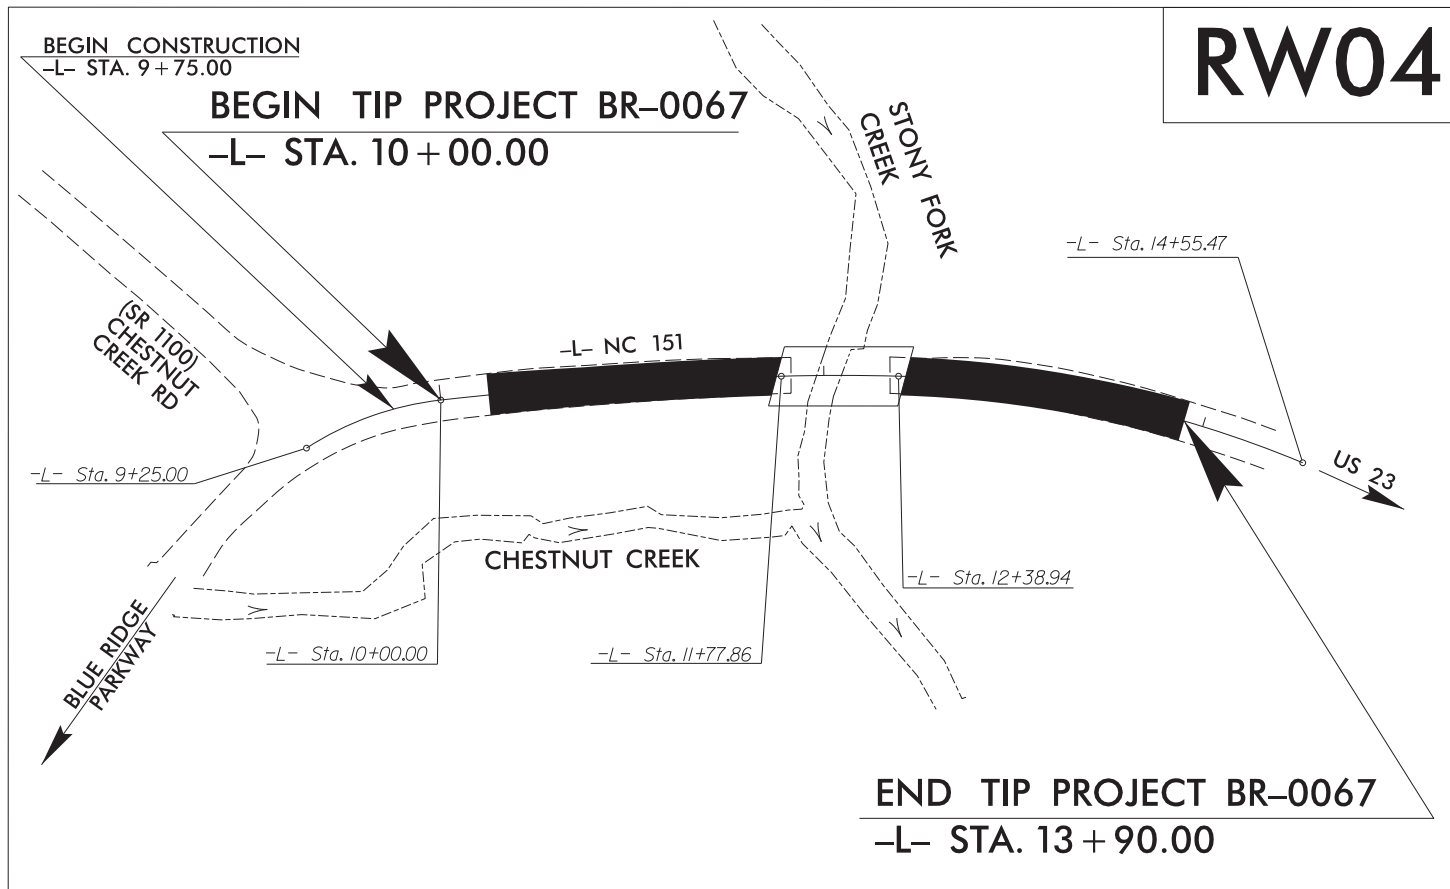 BEGIN CONSTRUCTION
-L- STA. 9+75.00
RW04
BEGIN TIP PROJECT BR-0067
-L- STA. 10+00.00
STONY FORK
CREEK
-L- Sta. 14+55.47
(SR 1100)
CHESTNUT
CREEK RD
-L- NC 151
-L- Sta. 9+25.00
US 23
CHESTNUT CREEK
-L- Sta. 12+38.94
BLUE RIDGE
PARKWAY
-L- Sta. 10+00.00
-L- Sta. 11+77.86
END TIP PROJECT BR-0067
-L- STA. 13+90.00